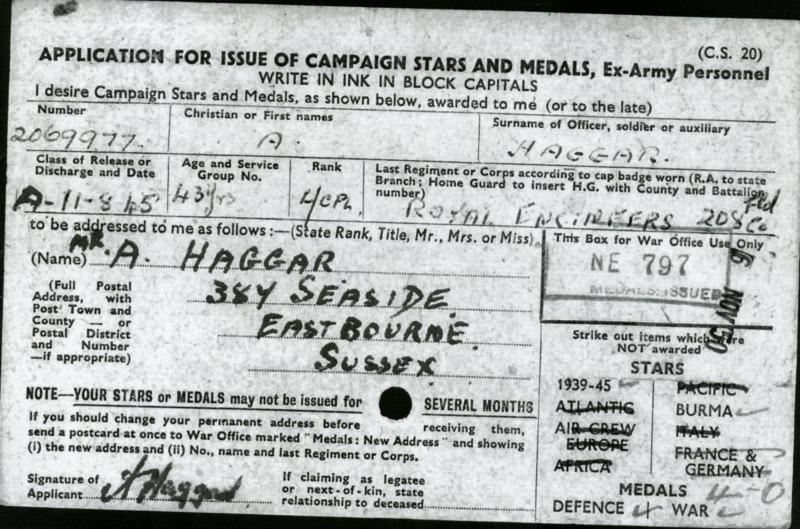 (C.S. 20)
APPLICATION FOR ISSUE OF CAMPAIGN STARS AND MEDALS, Ex-Army Personnel
WRITE IN INK IN BLOCK CAPITALS
I desire Campaign Stars and Medals, as shown below, awarded to me (or to the late)
Number
2069977.
Christian or First names
A.
Surname of Officer, soldier or auxiliary
HAGGAR.
Class of Release or
Discharge and Date
A-11-8-45
Age and Service
Group No.
43 yrs
Rank
L/CPL
Last Regiment or Corps according to cap badge worn (R.A. to state
Branch; Home Guard to insert H.G. with County and Battalion
number)
ROYAL ENGINEERS 208 Fld Co
to be addressed to me as follows :—(State Rank, Title, Mr., Mrs. or Miss)
(Name) MR. A. HAGGAR
(Full Postal
Address, with
Post Town and
County — or
Postal District
and Number
—if appropriate)
384 SEASIDE
EASTBOURNE
SUSSEX
This Box for War Office Use Only
NE 797
MEDALS ISSUED
6 NOV 50
NOTE—YOUR STARS or MEDALS may not be issued for SEVERAL MONTHS
If you should change your permanent address before receiving them,
send a postcard at once to War Office marked "Medals: New Address" and showing
(i) the new address and (ii) No., name and last Regiment or Corps.
Signature of
Applicant
A Haggar
If claiming as legatee
or next-of-kin, state
relationship to deceased
Strike out items which were
NOT awarded
STARS
1939-45
PACIFIC
ATLANTIC
BURMA
AIR CREW
EUROPE
ITALY
AFRICA
FRANCE &
GERMANY
MEDALS
DEFENCE
WAR